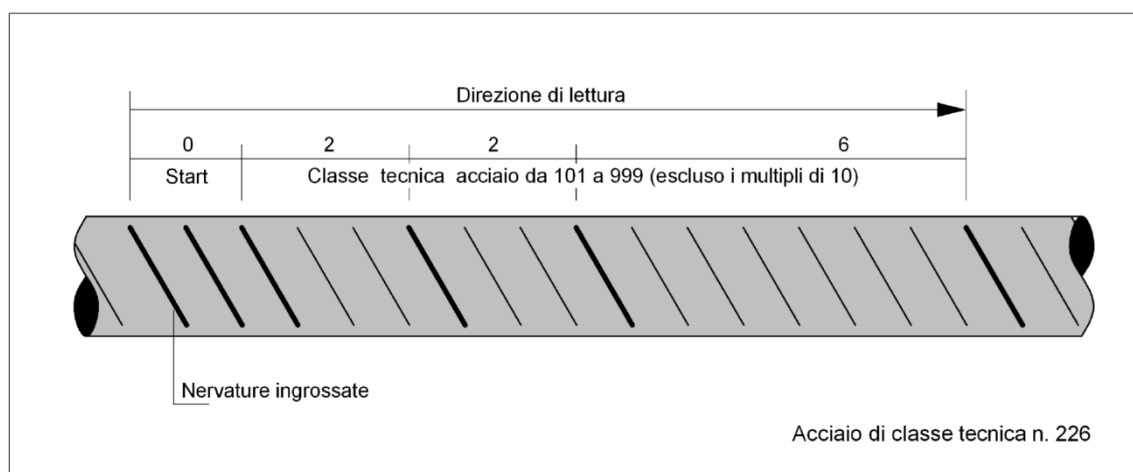 Direzione di lettura
0 2 2 6
Start Classe tecnica acciaio da 101 a 999 (escluso i multipli di 10)
Nervature ingrossate
Acciaio di classe tecnica n. 226